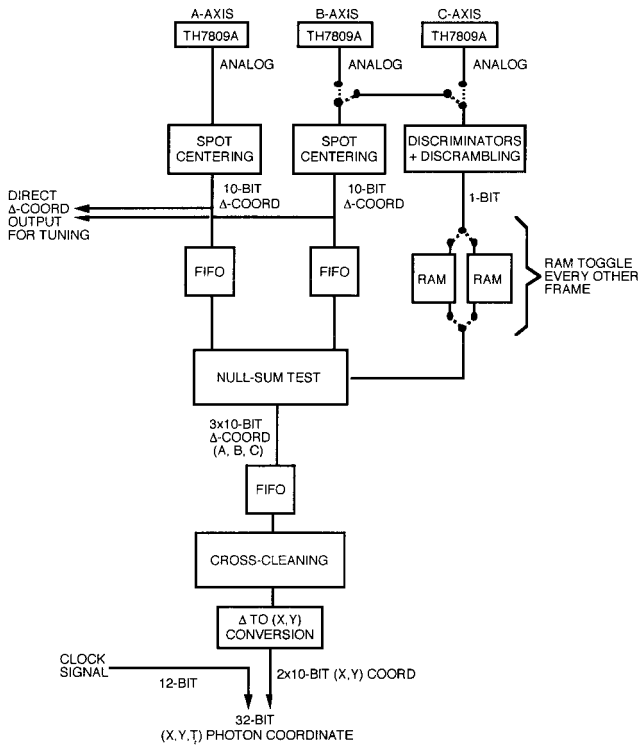 A-AXIS B-AXIS C-AXIS
TH7809A TH7809A TH7809A
ANALOG ANALOG ANALOG
SPOT
CENTERING
SPOT
CENTERING
DISCRIMINATORS
+ DISCRAMBLING
DIRECT
Δ-COORD
OUTPUT
FOR TUNING
10-BIT
Δ-COORD
10-BIT
Δ-COORD
1-BIT
FIFO FIFO
RAM RAM
RAM TOGGLE
EVERY OTHER
FRAME
NULL-SUM TEST
3x10-BIT
Δ-COORD
(A, B, C)
FIFO
CROSS-CLEANING
Δ TO (X,Y)
CONVERSION
CLOCK
SIGNAL
12-BIT
2x10-BIT (X,Y) COORD
32-BIT
(X,Y,T) PHOTON COORDINATE